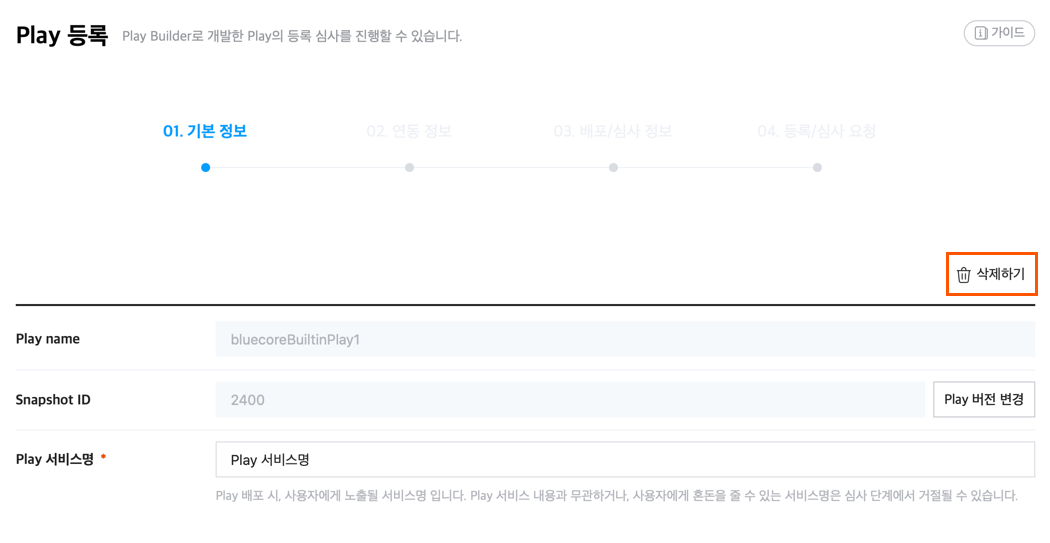 Play 등록 Play Builder로 개발한 Play의 등록 심사를 진행할 수 있습니다. 가이드
01. 기본 정보 02. 연동 정보 03. 배포/심사 정보 04. 등록/심사 요청
삭제하기
Play name bluecoreBuiltinPlay1
Snapshot ID 2400 Play 버전 변경
Play 서비스명 * Play 서비스명
Play 배포 시, 사용자에게 노출될 서비스명 입니다. Play 서비스 내용과 무관하거나, 사용자에게 혼돈을 줄 수 있는 서비스명은 심사 단계에서 거절될 수 있습니다.